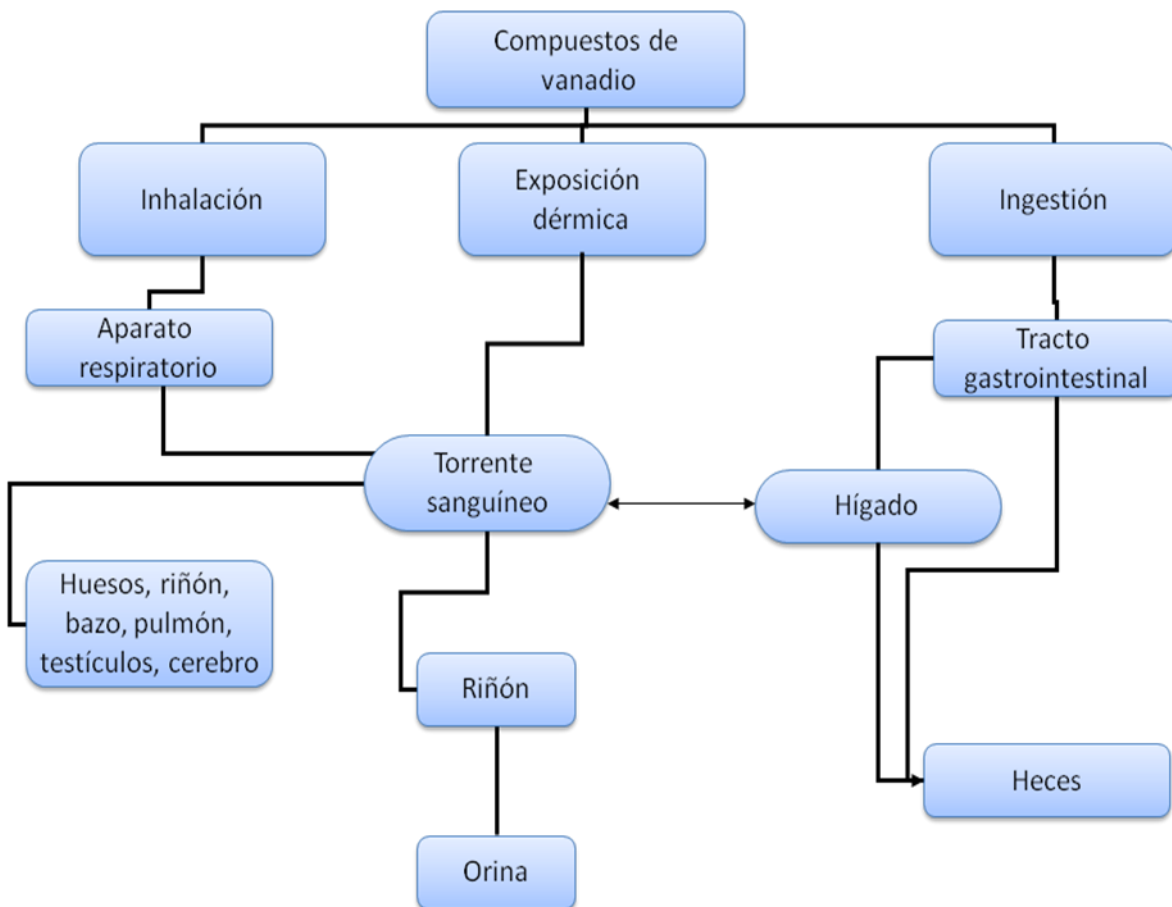 Compuestos de
vanadio
Inhalación
Exposición
dérmica
Ingestión
Aparato
respiratorio
Tracto
gastrointestinal
Torrente
sanguíneo
Hígado
Huesos, riñón,
bazo, pulmón,
testículos, cerebro
Riñón
Heces
Orina